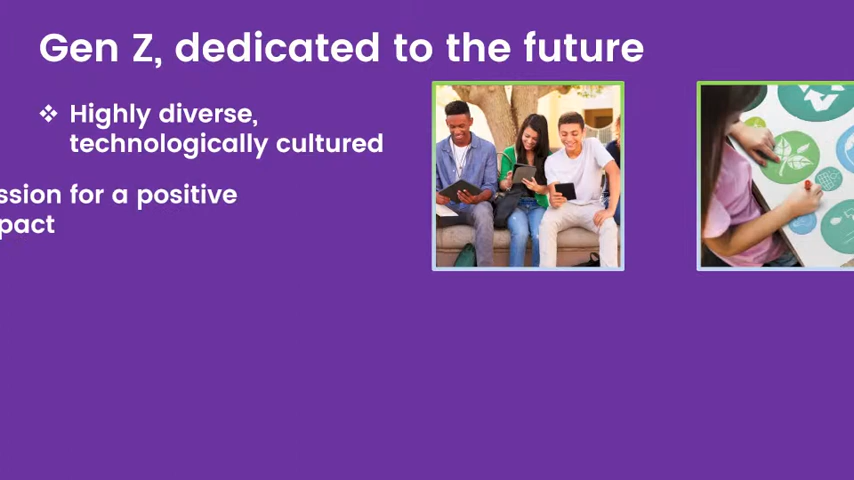 Gen Z, dedicated to the future
Highly diverse,
technologically cultured
ssion for a positive
pact